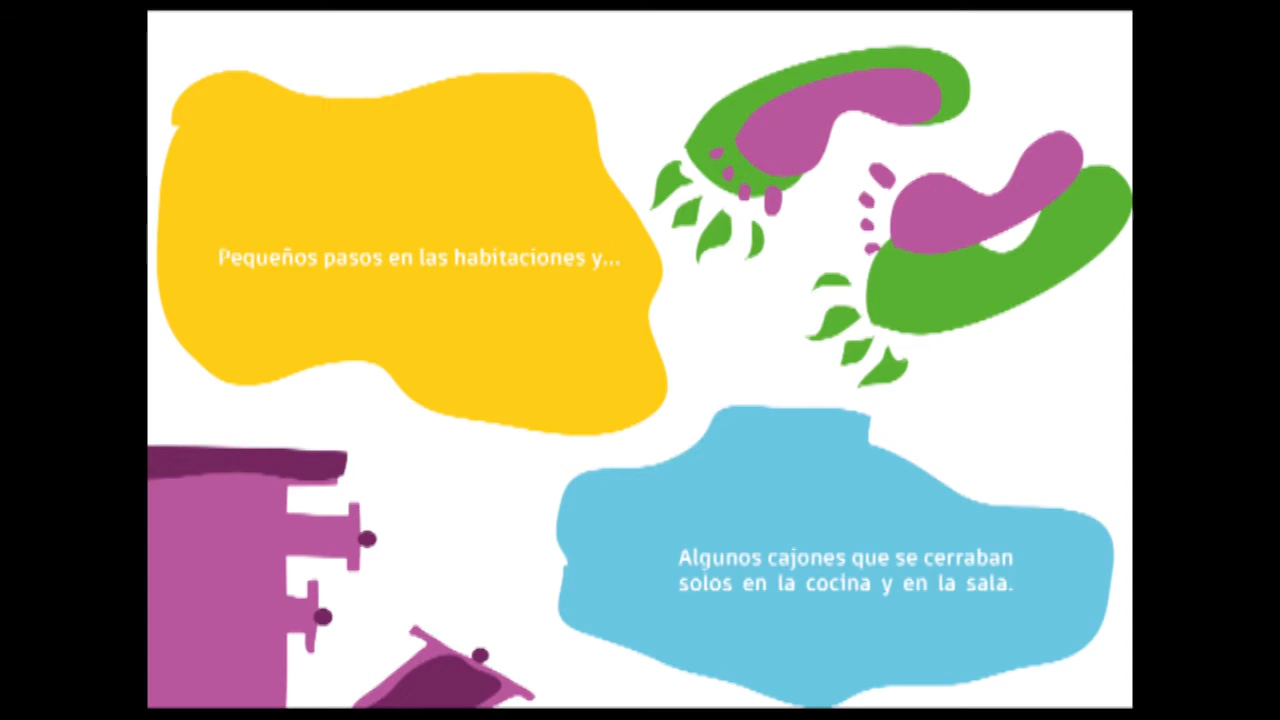 Pequeños pasos en las habitaciones y...
Algunos cajones que se cerraban
solos en la cocina y en la sala.